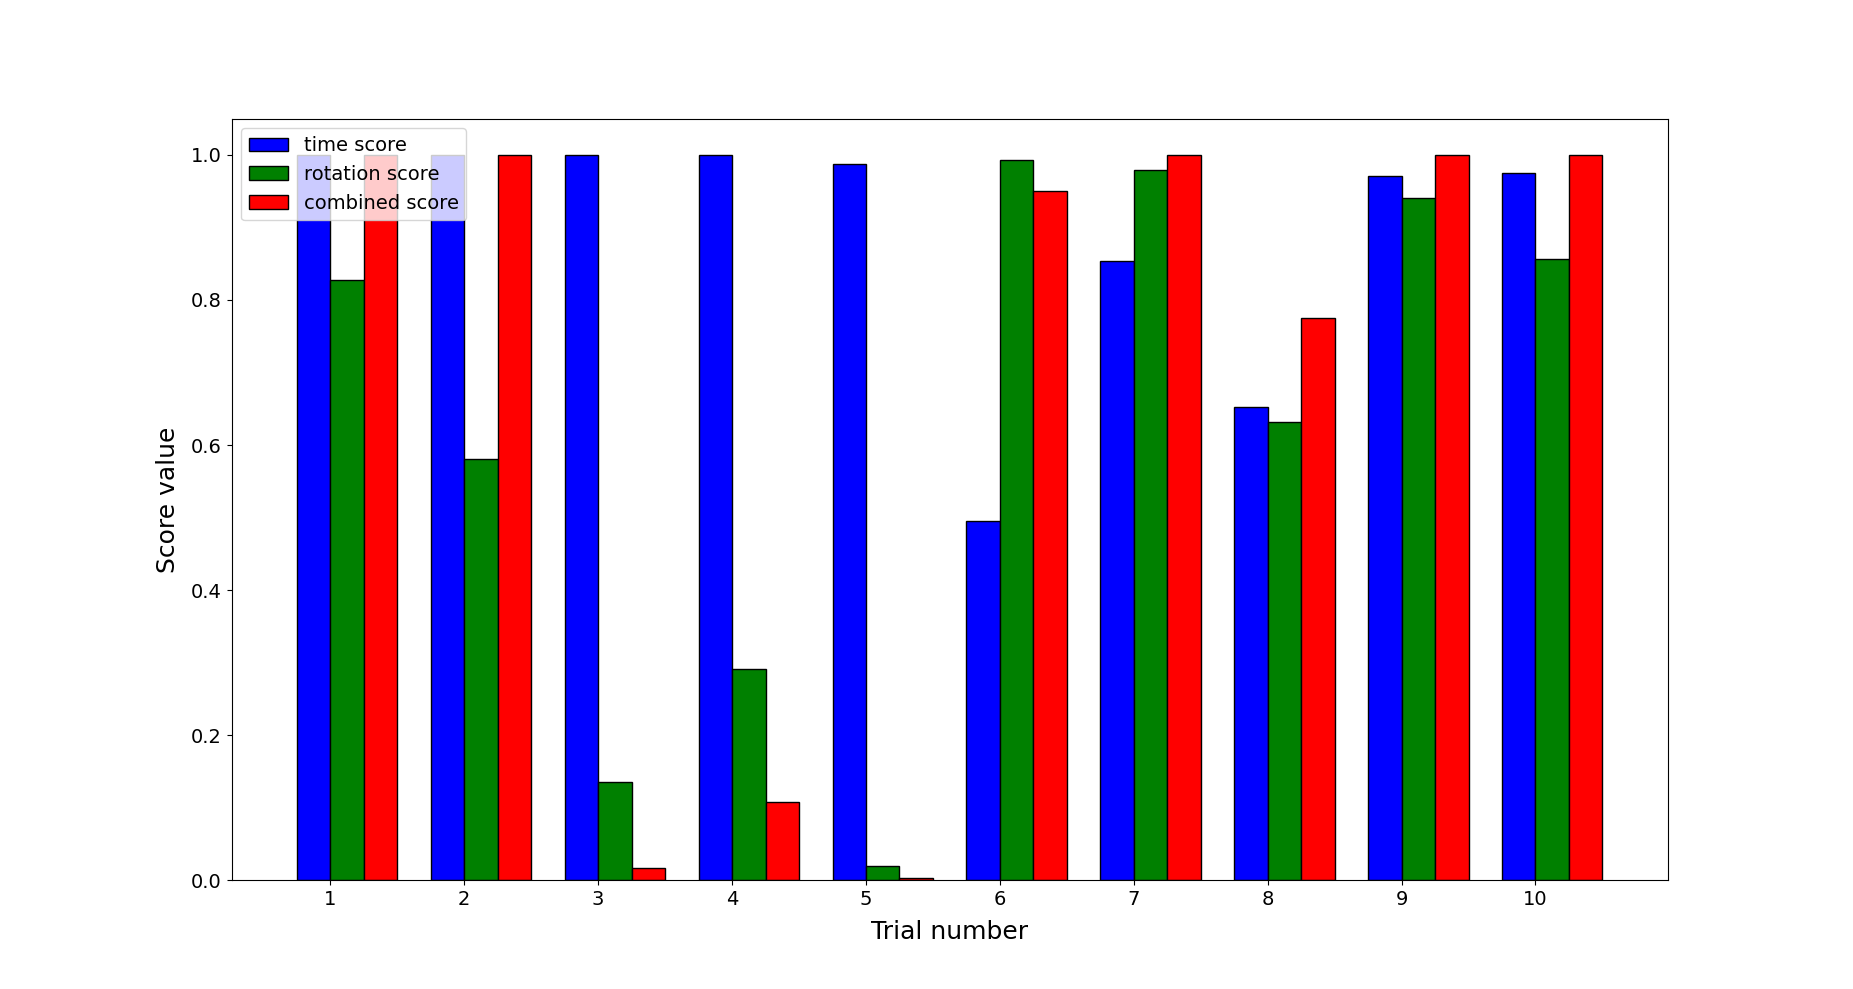 time score
rotation score
combined score
1.0
0.8
0.6
0.4
0.2
0.0
Score value
1 2 3 4 5 6 7 8 9 10
Trial number